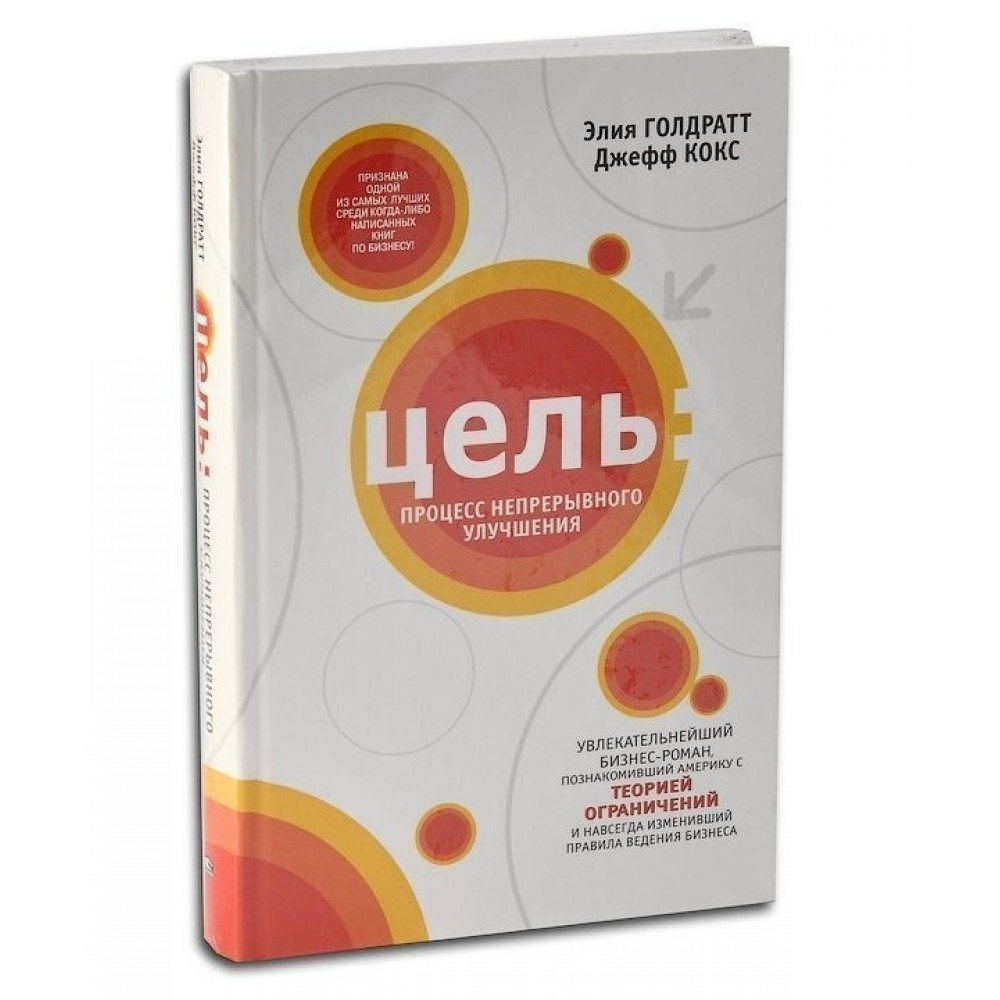 Элия ГОЛДРАТТ
Джефф КОКС
ПРИЗНАНА
ОДНОЙ
ИЗ САМЫХ ЛУЧШИХ
СРЕДИ КОГДА-ЛИБО
НАПИСАННЫХ
КНИГ
ПО БИЗНЕСУ!
цель:
ПРОЦЕСС НЕПРЕРЫВНОГО
УЛУЧШЕНИЯ
УВЛЕКАТЕЛЬНЕЙШИЙ
БИЗНЕС-РОМАН,
ПОЗНАКОМИВШИЙ АМЕРИКУ С
ТЕОРИЕЙ
ОГРАНИЧЕНИЙ
И НАВСЕГДА ИЗМЕНИВШИЙ
ПРАВИЛА ВЕДЕНИЯ БИЗНЕСА
Элия ГОЛДРАТТ
Джефф КОКС
цель:
ПРОЦЕСС НЕПРЕРЫВНОГО
УЛУЧШЕНИЯ